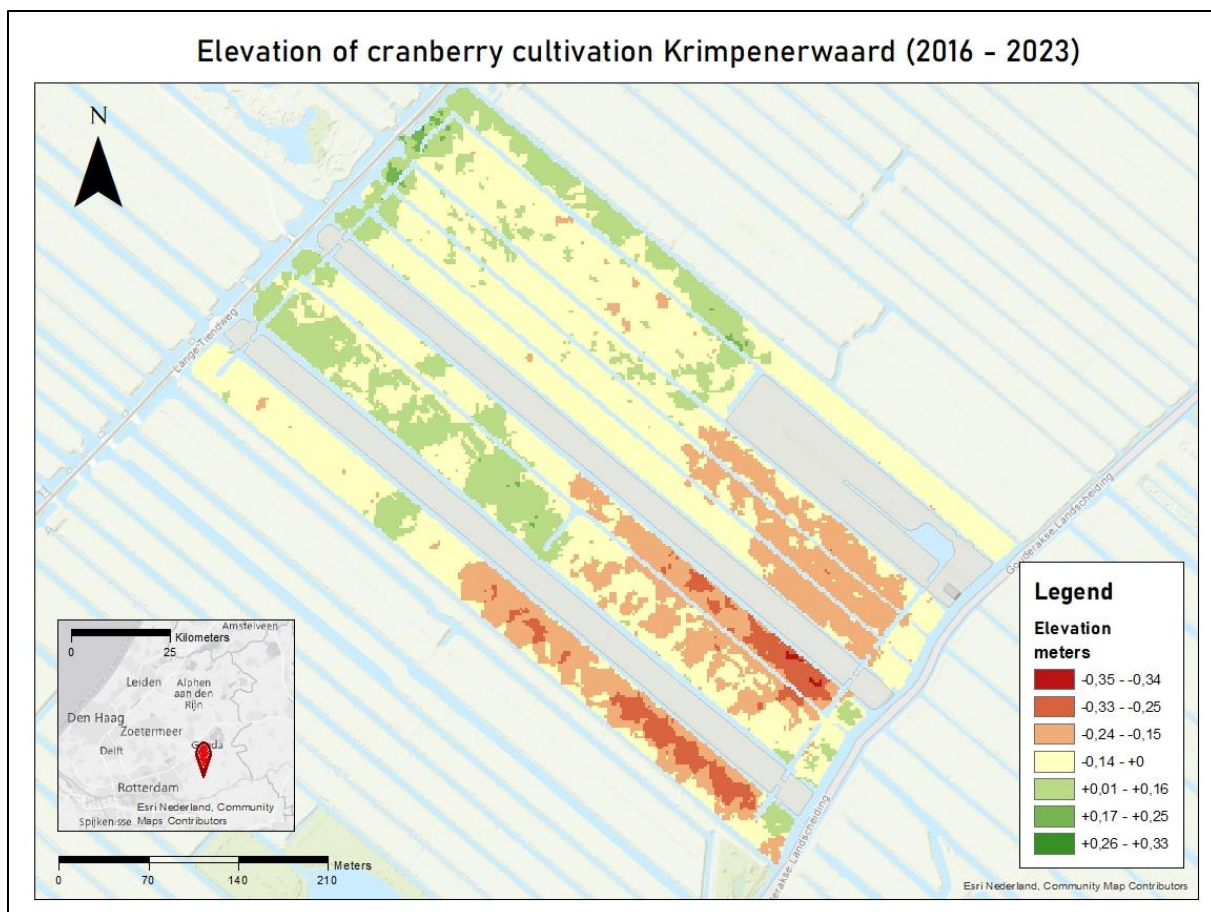 Elevation of cranberry cultivation Krimpenerwaard (2016 - 2023)
N
Lange Tiendweg
Gouderakse Landscheiding
Gouderakse Landscheiding
Legend
Elevation
meters
-0,35 - -0,34
-0,33 - -0,25
-0,24 - -0,15
-0,14 - +0
+0,01 - +0,16
+0,17 - +0,25
+0,26 - +0,33
Kilometers
0 25
Amstelveen
Leiden
Alphen
aan den
Rijn
Den Haag
Zoetermeer
Delft
Rotterdam
Esri Nederland, Community
Spijkenisse Maps Contributors
Meters
0 70 140 210
Esri Nederland, Community Map Contributors